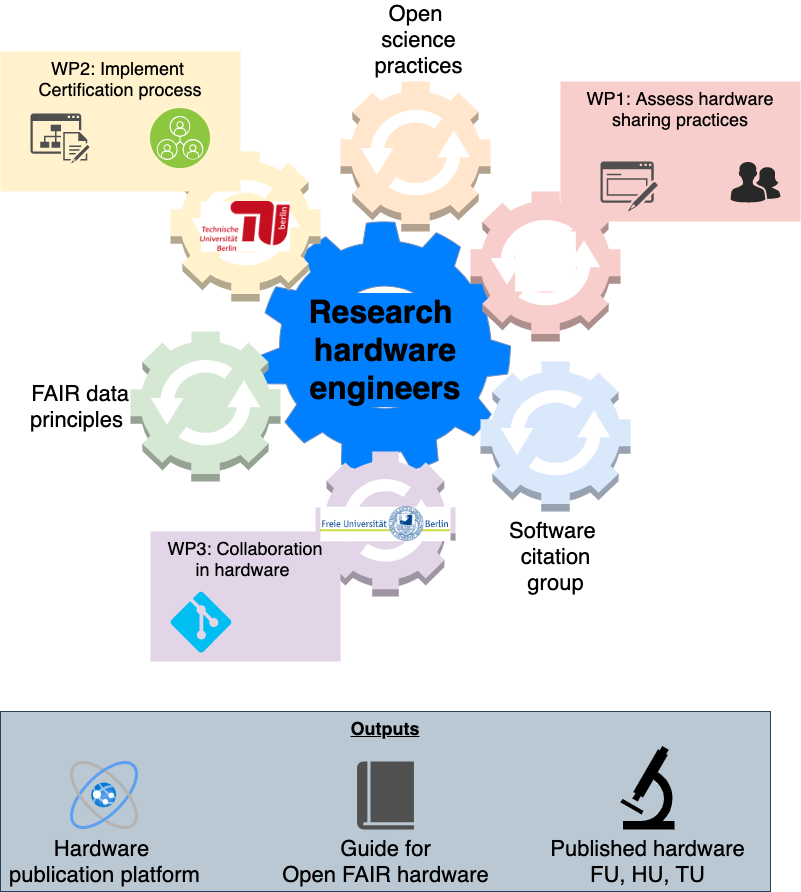 Open
science
practices
WP2: Implement
Certification process
WP1: Assess hardware
sharing practices
Technische
Universität
Berlin
berlin
Research
hardware
engineers
FAIR data
principles
Freie Universität Berlin
Software
citation
group
WP3: Collaboration
in hardware
Outputs
Hardware
publication platform
Guide for
Open FAIR hardware
Published hardware
FU, HU, TU